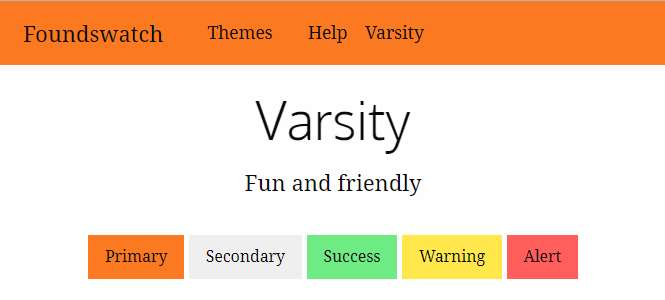 Foundswatch Themes Help Varsity
Varsity
Fun and friendly
Primary Secondary Success Warning Alert